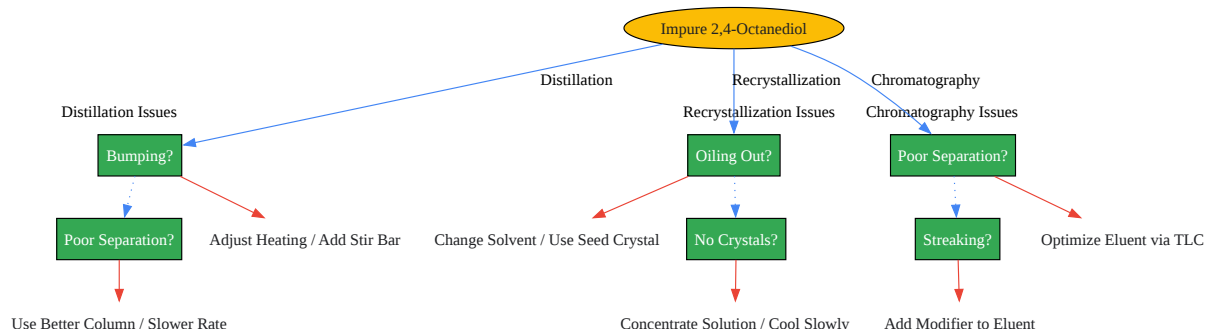 Impure 2,4-Octanediol
Distillation
Recrystallization
Chromatography
Distillation Issues
Recrystallization Issues
Chromatography Issues
Bumping?
Oiling Out?
Poor Separation?
Poor Separation?
Adjust Heating / Add Stir Bar
Change Solvent / Use Seed Crystal
No Crystals?
Streaking?
Optimize Eluent via TLC
Use Better Column / Slower Rate
Concentrate Solution / Cool Slowly
Add Modifier to Eluent